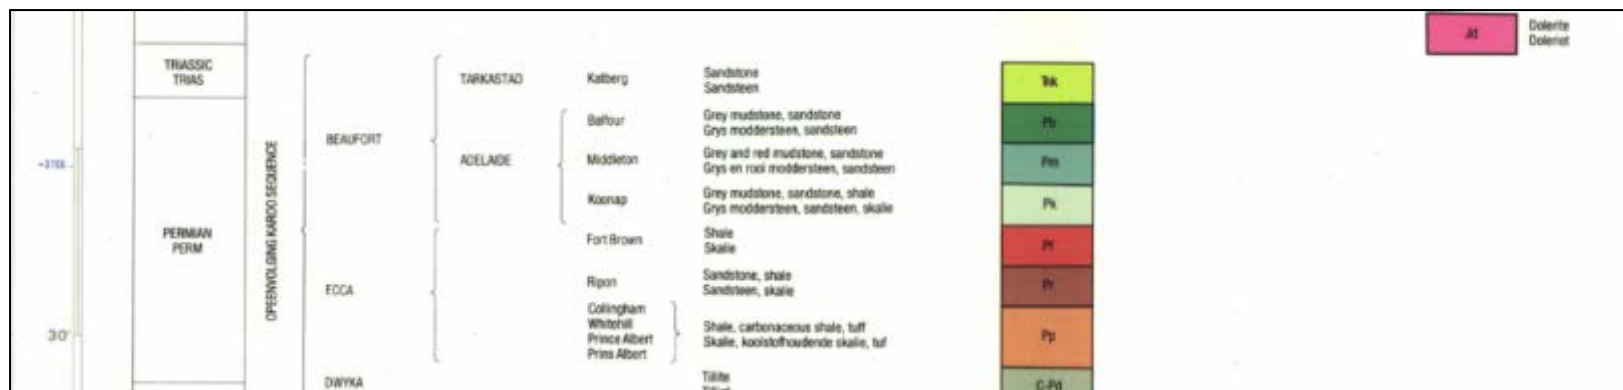 Jd
Dolerite
Doleriet
TRIASSIC
TRIAS
TARKASTAD
Katberg
Sandstone
Sandsteen
BEAUFORT
ADELAIDE
Balfour
Grey mudstone, sandstone
Grys moddersteen, sandsteen
Pb
Middleton
Grey and red mudstone, sandstone
Grys en rooi moddersteen, sandsteen
Pm
Koonap
Grey mudstone, sandstone, shale
Grys moddersteen, sandsteen, skalie
Pk
OPEENVOLGING KAROO SEQUENCE
PERMIAN
PERM
Fort Brown
Shale
Skalie
Pf
ECCA
Ripon
Sandstone, shale
Sandsteen, skalie
Pr
30'
Collingham
Whitehill
Prince Albert
Prins Albert
Shale, carbonaceous shale, tuff
Skalie, koolstofhoudende skalie, tuf
Pp
DWYKA
Tillite
C-Pd